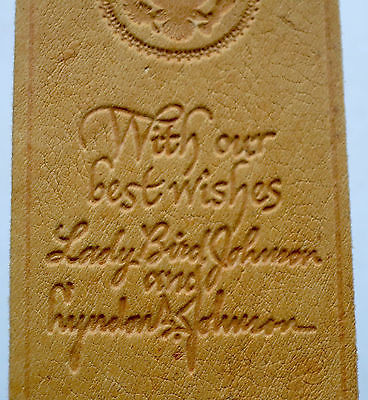 With our
best wishes
Lady Bird Johnson
and
Lyndon B. Johnson